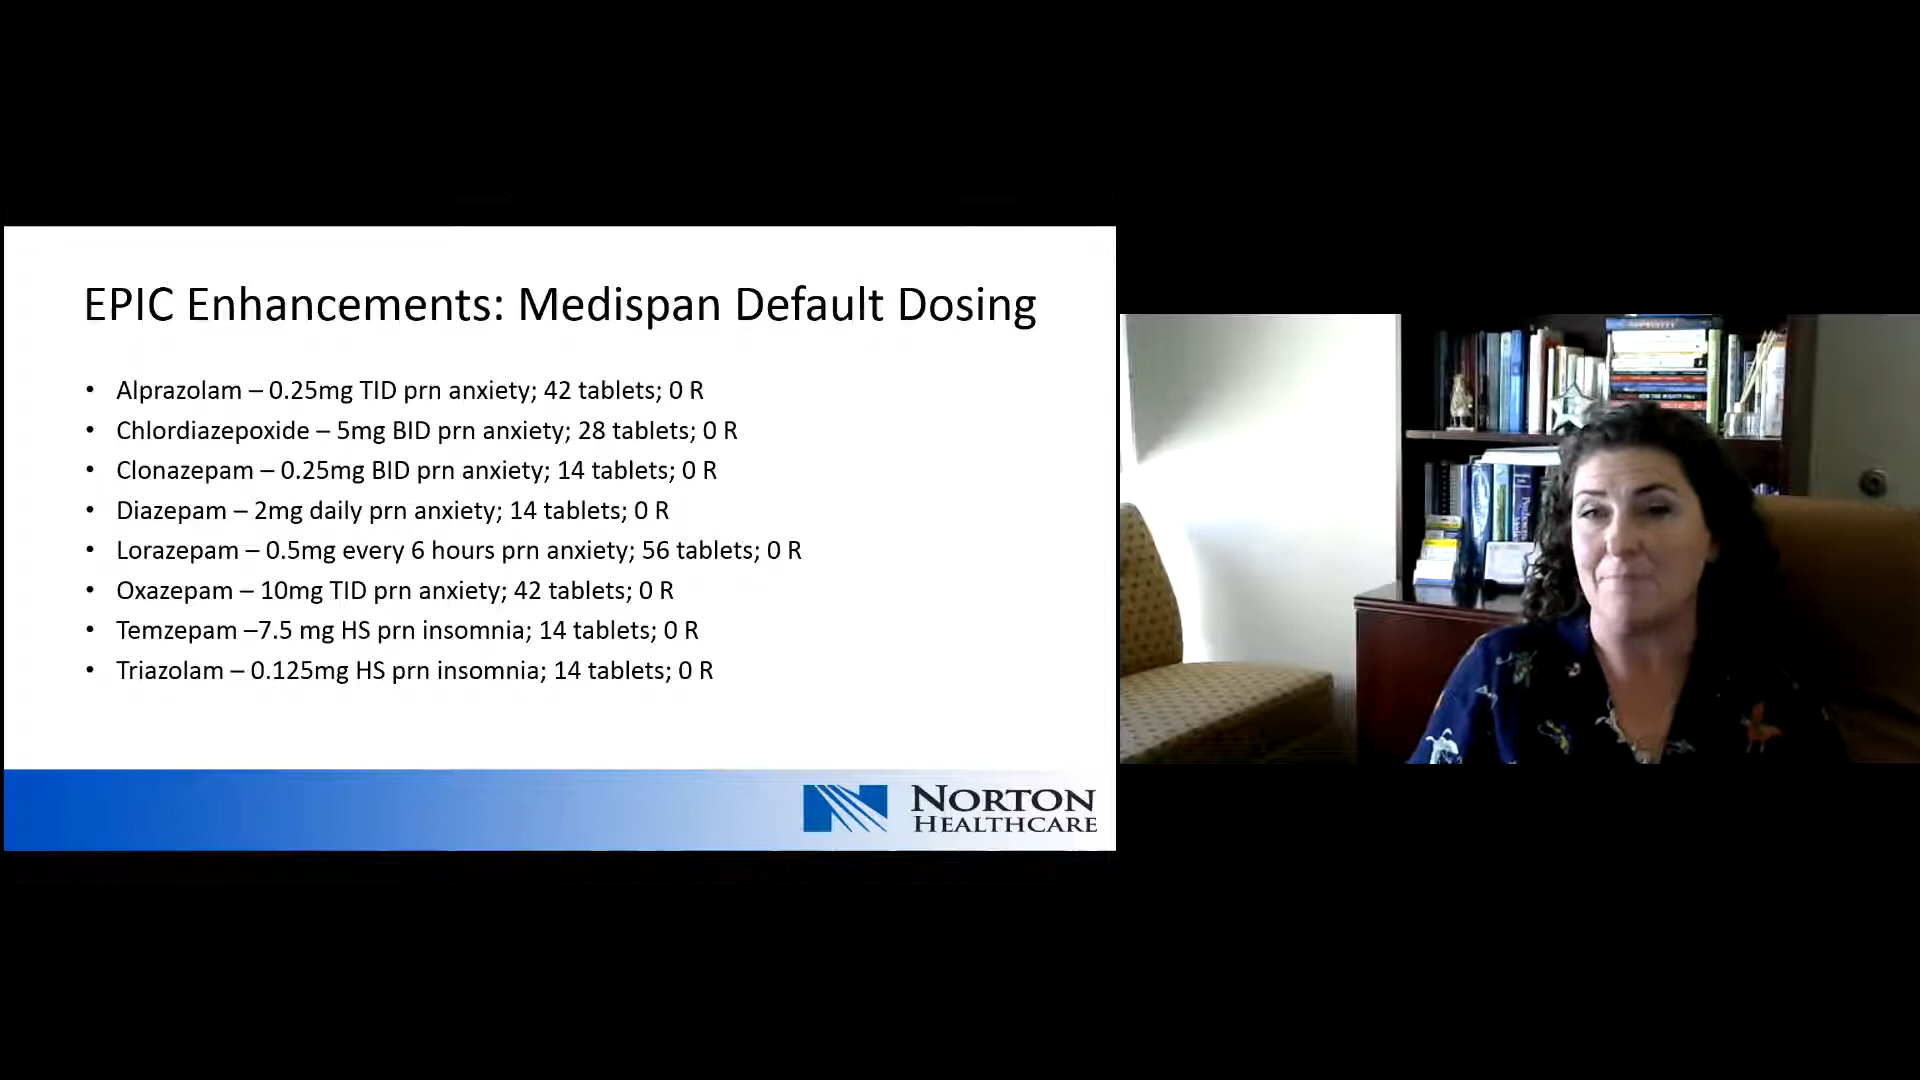 EPIC Enhancements: Medispan Default Dosing
• Alprazolam – 0.25mg TID prn anxiety; 42 tablets; 0 R
• Chlordiazepoxide – 5mg BID prn anxiety; 28 tablets; 0 R
• Clonazepam – 0.25mg BID prn anxiety; 14 tablets; 0 R
• Diazepam – 2mg daily prn anxiety; 14 tablets; 0 R
• Lorazepam – 0.5mg every 6 hours prn anxiety; 56 tablets; 0 R
• Oxazepam – 10mg TID prn anxiety; 42 tablets; 0 R
• Temzepam –7.5 mg HS prn insomnia; 14 tablets; 0 R
• Triazolam – 0.125mg HS prn insomnia; 14 tablets; 0 R
NORTON
HEALTHCARE